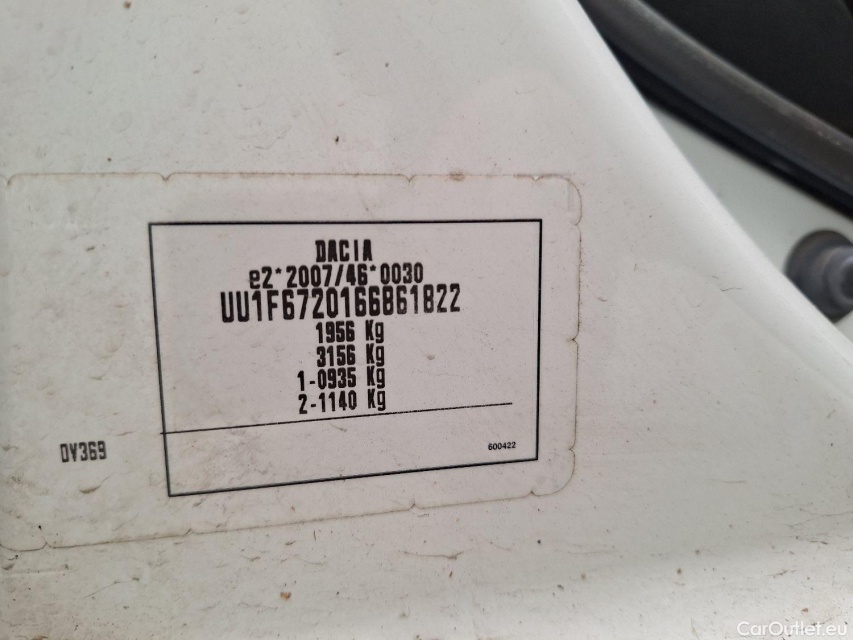 DACIA
e2*2007/46*0030
UU1F6720166861822
1956 Kg
3156 Kg
1-0935 Kg
2-1140 Kg
600422
0V369
CarOutlet.eu